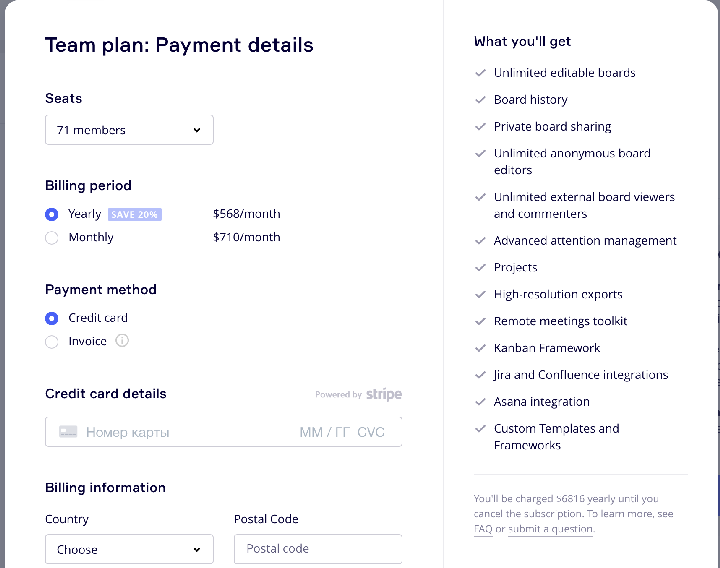 Team plan: Payment details
Seats
71 members
Billing period
Yearly SAVE 20% $568/month
Monthly $710/month
Payment method
Credit card
Invoice
Credit card details Powered by stripe
Номер карты ММ / ГГ CVC
Billing information
Country Postal Code
Choose Postal code
What you'll get
Unlimited editable boards
Board history
Private board sharing
Unlimited anonymous board
editors
Unlimited external board viewers
and commenters
Advanced attention management
Projects
High-resolution exports
Remote meetings toolkit
Kanban Framework
Jira and Confluence integrations
Asana integration
Custom Templates and
Frameworks
You'll be charged $6816 yearly until you
cancel the subscription. To learn more, see
FAQ or submit a question.